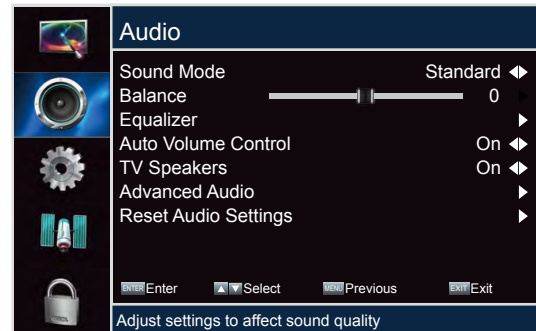 Audio
Sound Mode Standard
Balance 0
Equalizer
Auto Volume Control On
TV Speakers On
Advanced Audio
Reset Audio Settings
ENTER Enter Select MENU Previous EXIT Exit
Adjust settings to affect sound quality